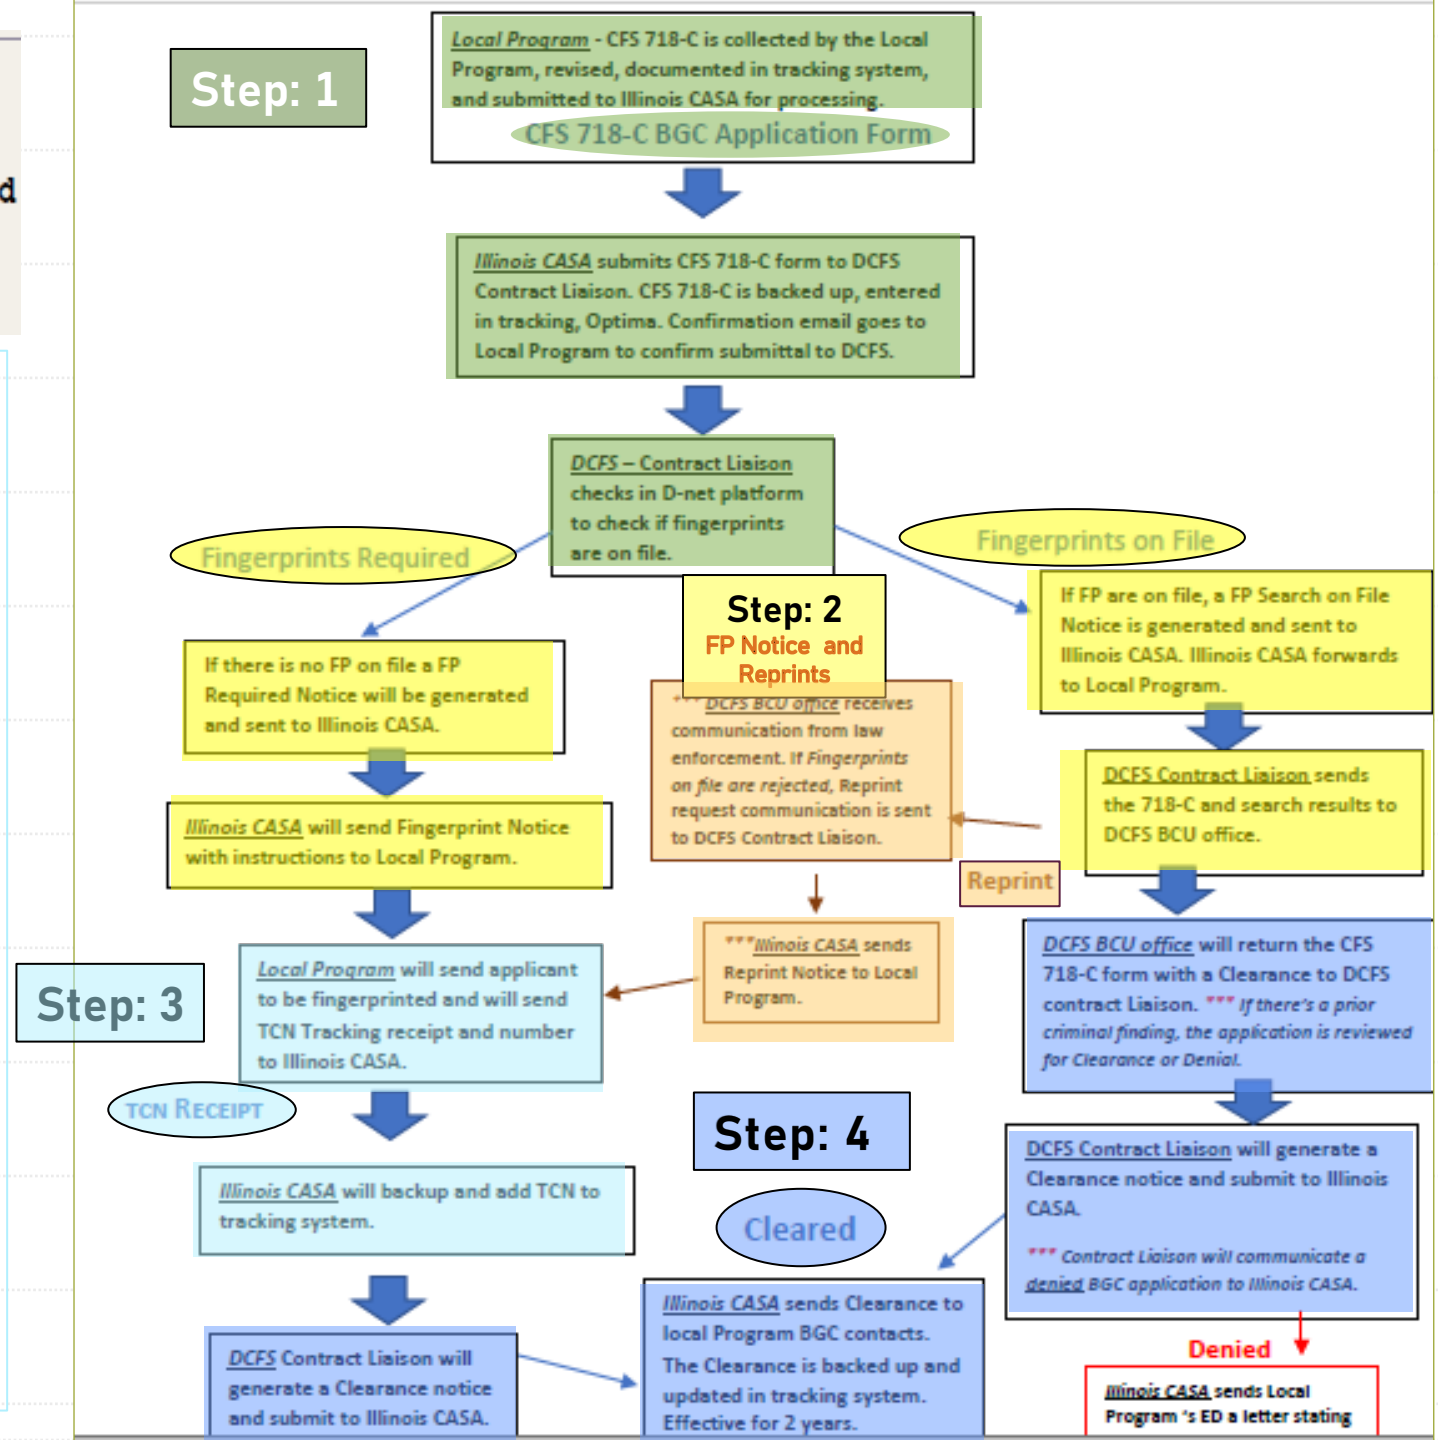 d
Step: 1
Local Program - CFS 718-C is collected by the Local
Program, revised, documented in tracking system,
and submitted to Illinois CASA for processing.
CFS 718-C BGC Application Form
Illinois CASA submits CFS 718-C form to DCFS
Contract Liaison. CFS 718-C is backed up, entered
in tracking, Optima. Confirmation email goes to
Local Program to confirm submittal to DCFS.
DCFS – Contract Liaison
checks in D-net platform
to check if fingerprints
are on file.
Fingerprints Required
Fingerprints on File
Step: 2
FP Notice and
Reprints
If there is no FP on file a FP
Required Notice will be generated
and sent to Illinois CASA.
If FP are on file, a FP Search on File
Notice is generated and sent to
Illinois CASA. Illinois CASA forwards
to Local Program.
*** DCFS BCU office receives
communication from law
enforcement. If Fingerprints
on file are rejected, Reprint
request communication is sent
to DCFS Contract Liaison.
DCFS Contract Liaison sends
the 718-C and search results to
DCFS BCU office.
Illinois CASA will send Fingerprint Notice
with instructions to Local Program.
Reprint
***Illinois CASA sends
Reprint Notice to Local
Program.
DCFS BCU office will return the CFS
718-C form with a Clearance to DCFS
contract Liaison. *** If there's a prior
criminal finding, the application is reviewed
for Clearance or Denial.
Step: 3
Local Program will send applicant
to be fingerprinted and will send
TCN Tracking receipt and number
to Illinois CASA.
TCN RECEIPT
Step: 4
Cleared
DCFS Contract Liaison will generate a
Clearance notice and submit to Illinois
CASA.
*** Contract Liaison will communicate a
denied BGC application to Illinois CASA.
Illinois CASA will backup and add TCN to
tracking system.
Illinois CASA sends Clearance to
local Program BGC contacts.
The Clearance is backed up and
updated in tracking system.
Effective for 2 years.
DCFS Contract Liaison will
generate a Clearance notice
and submit to Illinois CASA.
Denied
Illinois CASA sends Local
Program 's ED a letter stating